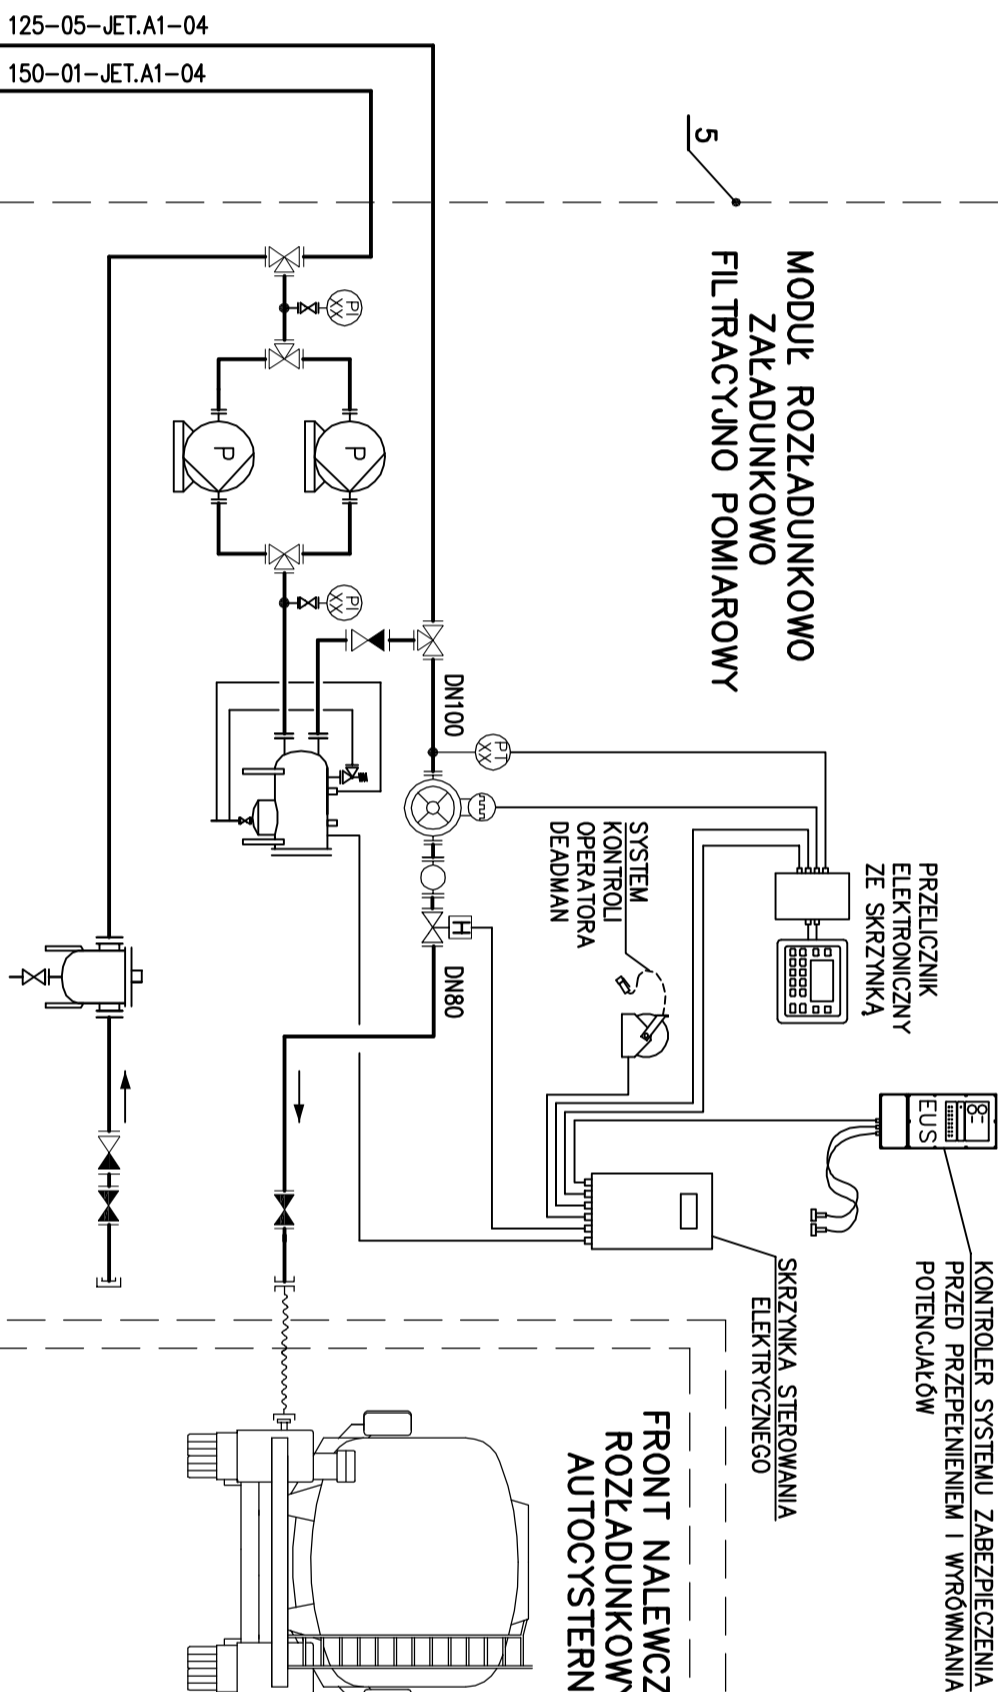 125-05-JET.A1-04
150-01-JET.A1-04
5
MODUŁ ROZŁADUNKOWO
ZAŁADUNKOWO
FILTRACYJNO POMIAROWY
PI
XX
P
P
PI
XX
DN100
PT
XX
SYSTEM
KONTROLI
OPERATORA
DEADMAN
PRZELICZNIK
ELEKTRONICZNY
ZE SKRZYNKĄ
H
DN80
EUS
KONTROLER SYSTEMU ZABEZPIECZENIA
PRZED PRZEPEŁNIENIEM I WYRÓWNANIA
POTENCJAŁÓW
SKRZYNKA STEROWANIA
ELEKTRYCZNEGO
FRONT NALEWCZ
ROZŁADUNKOWY
AUTOCYSTERN